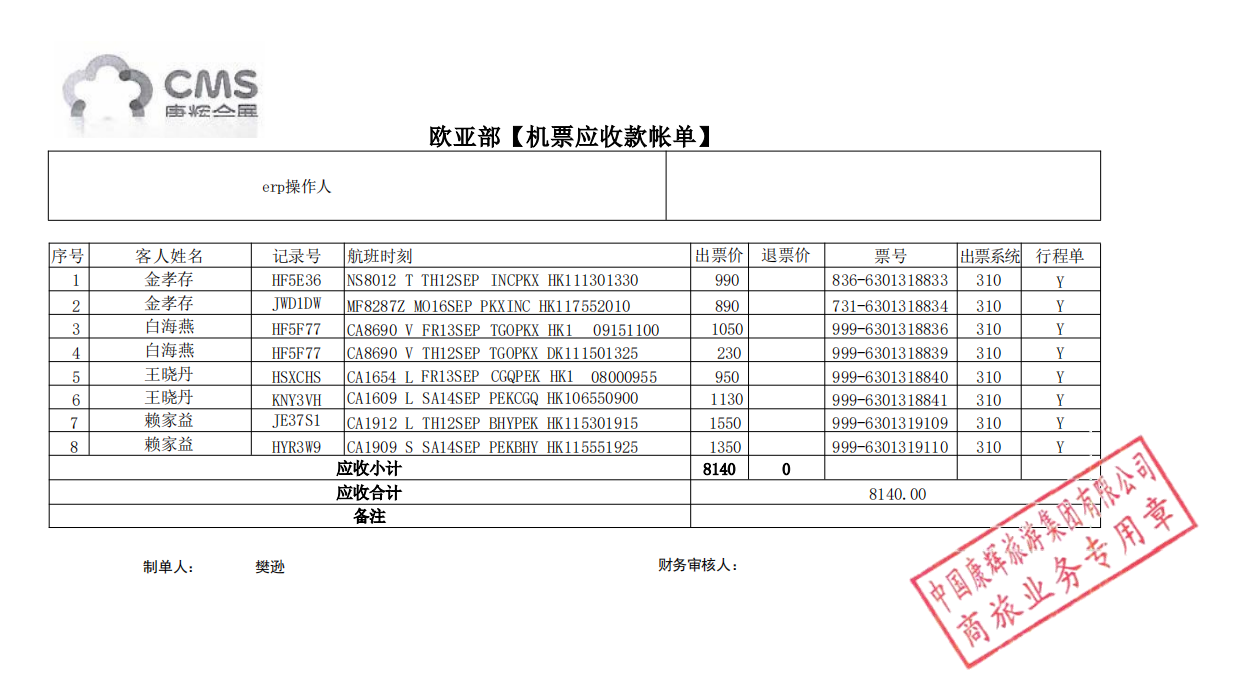 CMS
康辉会展
欧亚部【机票应收款帐单】
erp操作人
序号 客人姓名 记录号 航班时刻 出票价 退票价 票号 出票系统 行程单
1 金孝存 HF5E36 NS8012 T TH12SEP INCPKX HK111301330 990 836-6301318833 310 Y
2 金孝存 JWD1DW MF8287Z MO16SEP PKXINC HK117552010 890 731-6301318834 310 Y
3 白海燕 HF5F77 CA8690 V FR13SEP TGOPKX HK1 09151100 1050 999-6301318836 310 Y
4 白海燕 HF5F77 CA8690 V TH12SEP TGOPKX DK111501325 230 999-6301318839 310 Y
5 王晓丹 HSXCHS CA1654 L FR13SEP CGQPEK HK1 08000955 950 999-6301318840 310 Y
6 王晓丹 KNY3VH CA1609 L SA14SEP PEKCGQ HK106550900 1130 999-6301318841 310 Y
7 赖家益 JE37S1 CA1912 L TH12SEP BHYPEK HK115301915 1550 999-6301319109 310 Y
8 赖家益 HYR3W9 CA1909 S SA14SEP PEKBHY HK115551925 1350 999-6301319110 310 Y
应收小计 8140 0
应收合计 8140.00
备注
制单人: 樊逊 财务审核人:
中国康辉旅游集团有限公司
商旅业务专用章